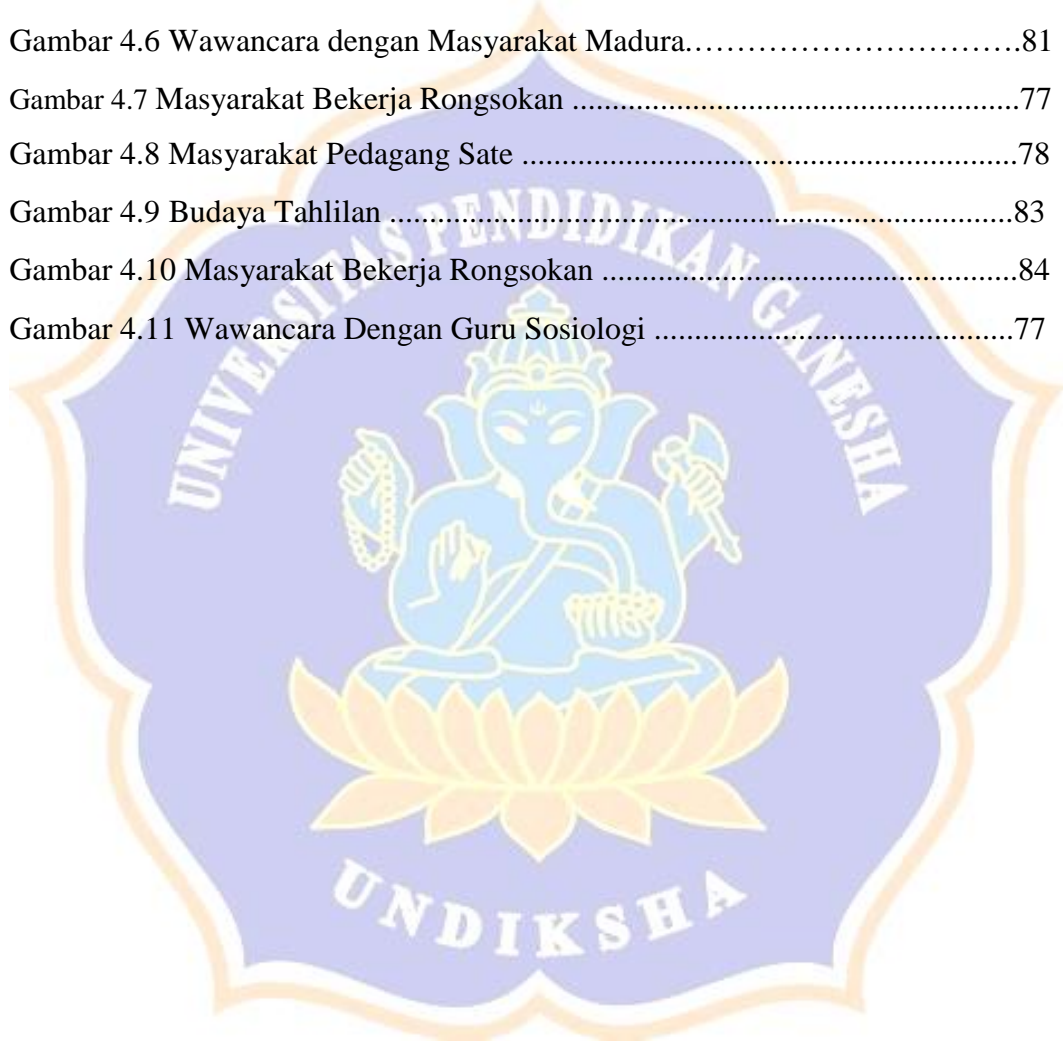 Gambar 4.6 Wawancara dengan Masyarakat Madura………………………….81
Gambar 4.7 Masyarakat Bekerja Rongsokan .........................................................77
Gambar 4.8 Masyarakat Pedagang Sate ...............................................................78
Gambar 4.9 Budaya Tahlilan ...............................................................................83
Gambar 4.10 Masyarakat Bekerja Rongsokan .....................................................84
Gambar 4.11 Wawancara Dengan Guru Sosiologi ..............................................77
UNIVERSITAS PENDIDIKAN GANESHA
UNDIKSHA